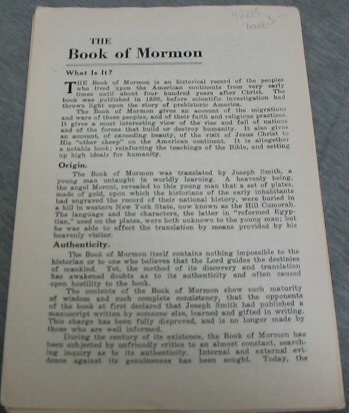 THE
Book of Mormon
What Is It?
THE Book of Mormon is an historical record of the peoples
who lived upon the American continents from very early
times until about four hundred years after Christ. The
book was published in 1830, before scientific investigation had
thrown light upon the story of prehistoric America.
The Book of Mormon gives an account of the migrations
and wars of these peoples, and of their faith and religious practices.
It gives a most interesting view of the rise and fall of nations
and of the forces that build or destroy humanity. It also gives
an account, of exceeding beauty, of the visit of Jesus Christ to
His "other sheep" on the American continent. It is altogether
a notable book; reinforcing the teachings of the Bible, and setting
up high ideals for humanity.
Origin.
The Book of Mormon was translated by Joseph Smith, a
young man untaught in worldly learning. A heavenly being,
the angel Moroni, revealed to this young man that a set of plates,
made of gold, upon which the historians of the early inhabitants
had engraved the record of their national history, were buried in
a hill in western New York State, now known as the Hill Cumorah.
The language and the characters, the latter in "reformed Egyp-
tian," used on the plates, were both unknown to the young man; but
he was able to effect the translation by means provided by his
heavenly visitor.
Authenticity.
The Book of Mormon itself contains nothing impossible to the
historian or to one who believes that the Lord guides the destinies
of mankind. Yet, the method of its discovery and translation
has awakened doubts as to its authenticity and often caused
open hostility to the book.
The contents of the Book of Mormon show such maturity
of wisdom and such complete consistency, that the opponents
of the book at first declared that Joseph Smith had published a
manuscript written by someone else, learned and gifted in writing.
This charge has been fully disproved, and is no longer made by
those who are well informed.
During the century of its existence, the Book of Mormon has
been subjected by unfriendly critics to an almost constant, search-
ing inquiry as to its authenticity. Internal and external evi-
dence against its genuineness has been sought. Today, the